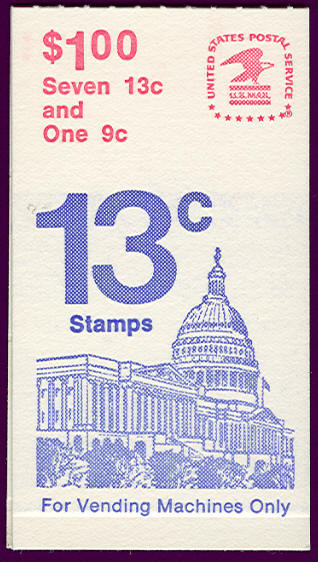 $1.00
Seven 13c
and
One 9c
UNITED STATES POSTAL SERVICE
U.S.MAIL
®
13c
Stamps
For Vending Machines Only